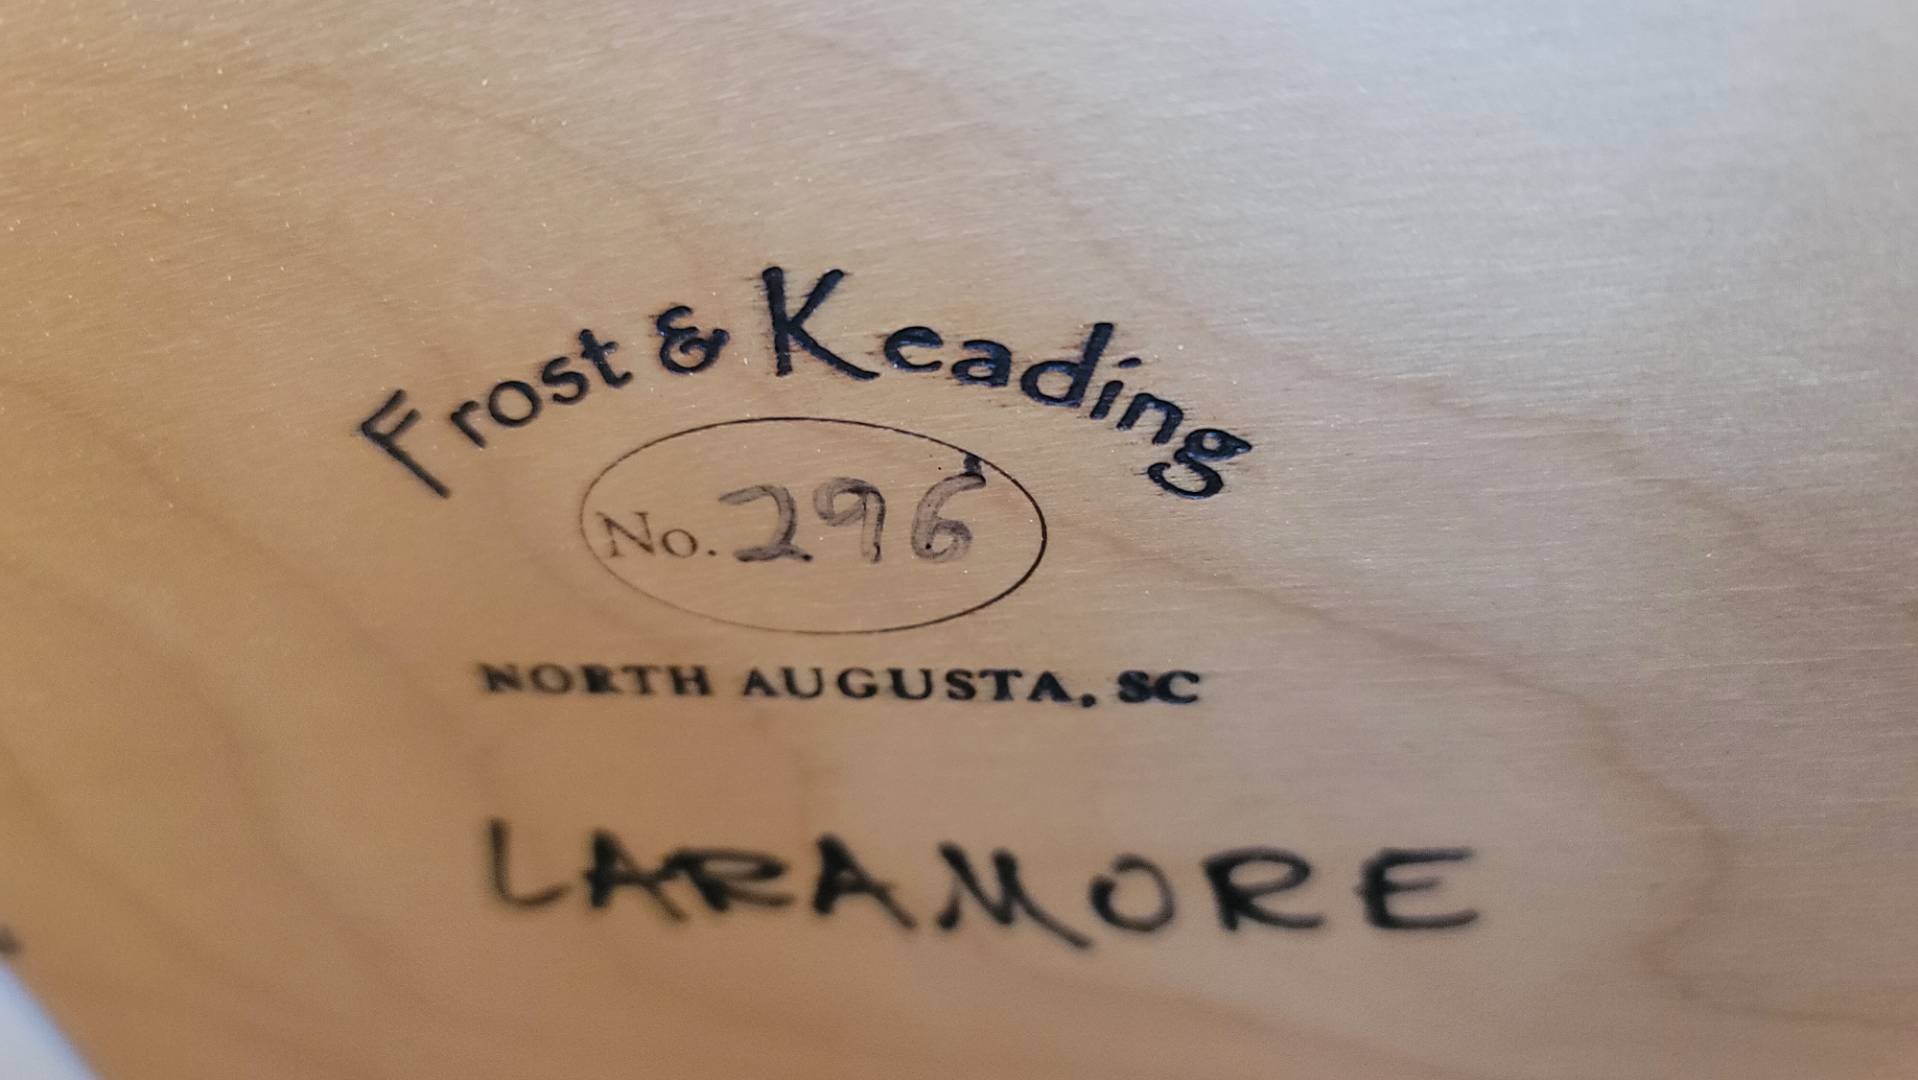 Frost & Keading
No. 296
NORTH AUGUSTA, SC
LARAMORE